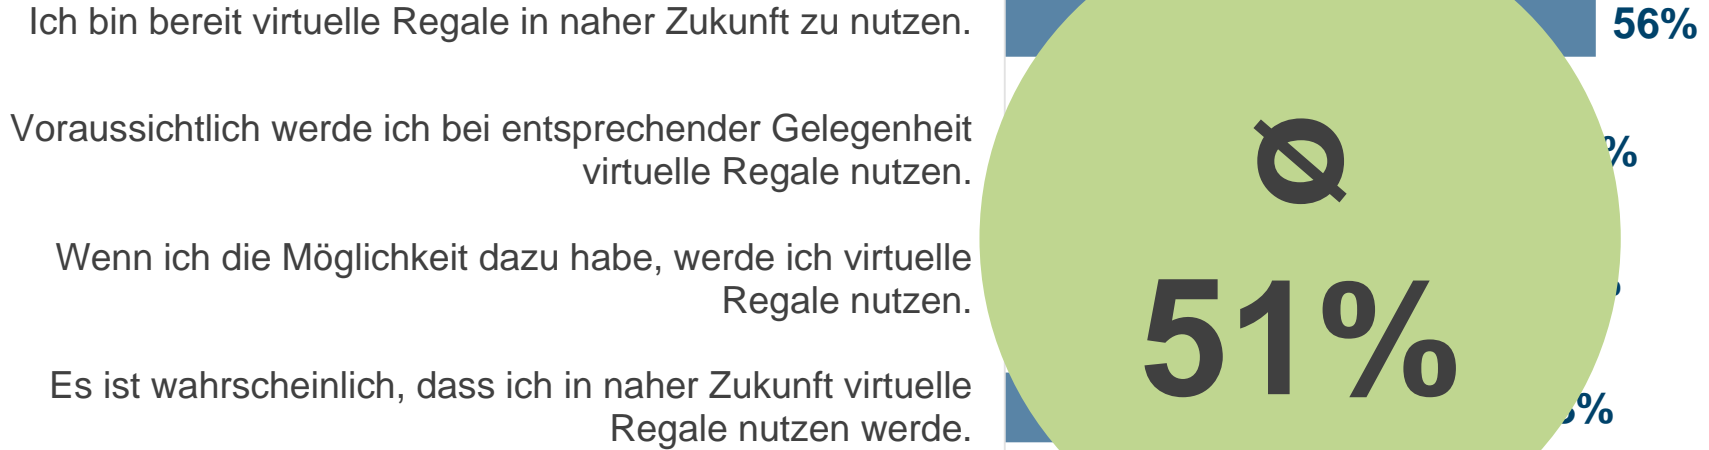 Ich bin bereit virtuelle Regale in naher Zukunft zu nutzen.
56%
Voraussichtlich werde ich bei entsprechender Gelegenheit
virtuelle Regale nutzen.
Wenn ich die Möglichkeit dazu habe, werde ich virtuelle
Regale nutzen.
Es ist wahrscheinlich, dass ich in naher Zukunft virtuelle
Regale nutzen werde.
Ø
51%